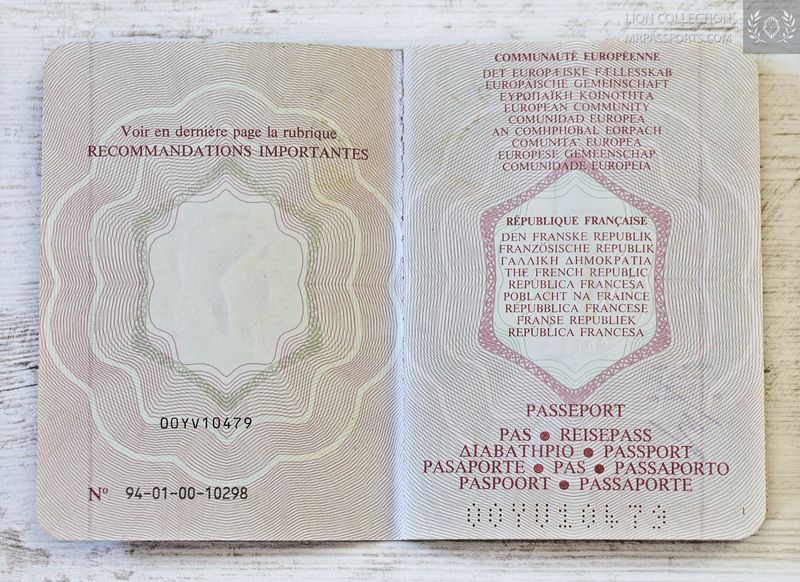 LION COLLECTION
MRPASSPORTS.COM
Voir en dernière page la rubrique
RECOMMANDATIONS IMPORTANTES
00YV10479
Nº 94-01-00-10298
COMMUNAUTÉ EUROPÉENNE
DET EUROPÆISKE FÆLLESSKAB
EUROPÄISCHE GEMEINSCHAFT
ΕΥΡΩΠΑΪΚΗ ΚΟΙΝΟΤΗΤΑ
EUROPEAN COMMUNITY
COMUNIDAD EUROPEA
AN COMHPHOBAL EORPACH
COMUNITA' EUROPEA
EUROPESE GEMEENSCHAP
COMUNIDADE EUROPEIA
RÉPUBLIQUE FRANÇAISE
DEN FRANSKE REPUBLIK
FRANZÖSISCHE REPUBLIK
ΓΑΛΛΙΚΗ ΔΗΜΟΚΡΑΤΙΑ
THE FRENCH REPUBLIC
REPÚBLICA FRANCESA
POBLACHT NA FRAINCE
REPUBBLICA FRANCESE
FRANSE REPUBLIEK
REPÚBLICA FRANCESA
PASSEPORT
PAS ● REISEPASS
ΔΙΑΒΑΤΗΡΙΟ ● PASSPORT
PASAPORTE ● PAS ● PASSAPORTO
PASPOORT ● PASSAPORTE
00YV10479
1